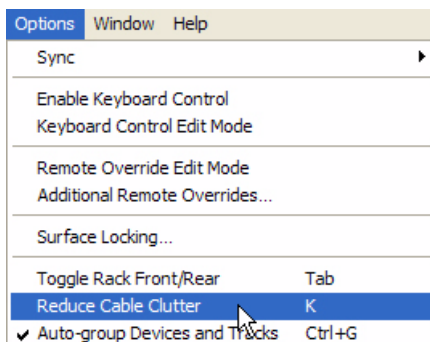 Options Window Help
Sync
Enable Keyboard Control
Keyboard Control Edit Mode
Remote Override Edit Mode
Additional Remote Overrides...
Surface Locking...
Toggle Rack Front/Rear Tab
Reduce Cable Clutter K
Auto-group Devices and Tracks Ctrl+G